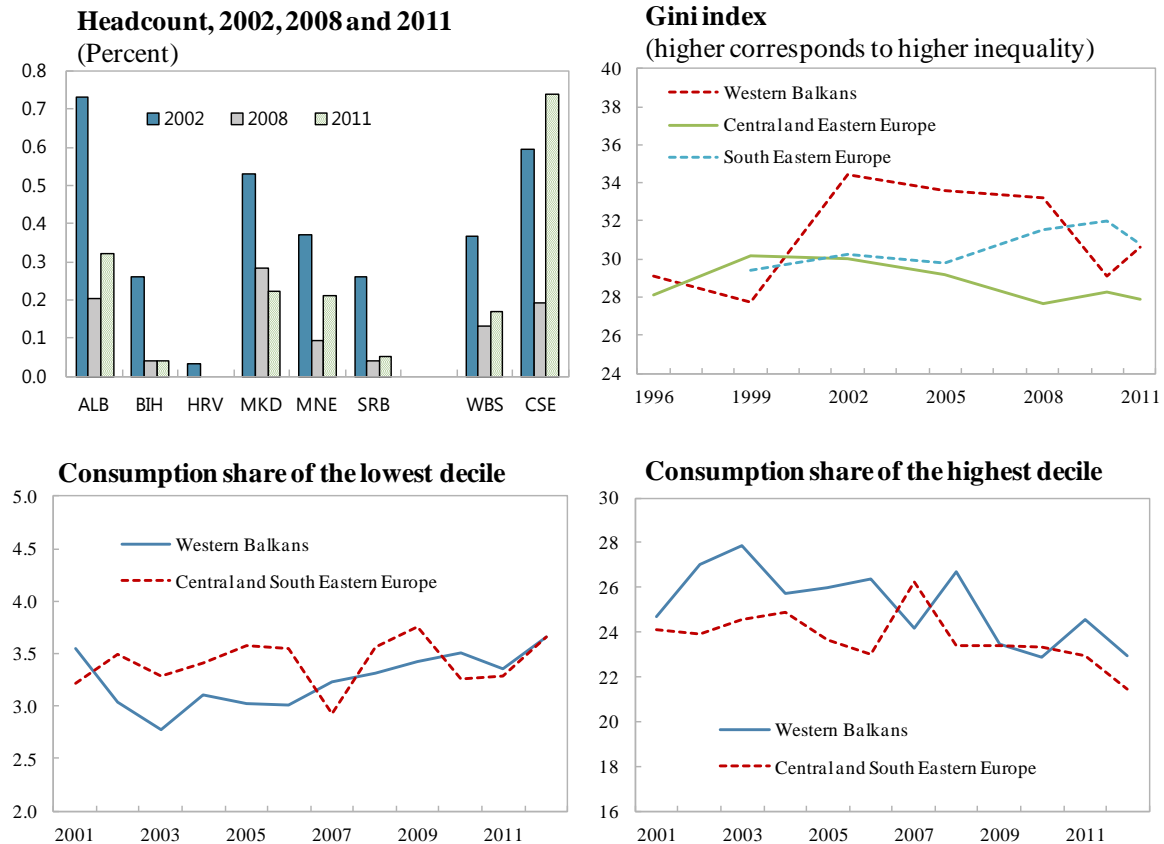 Headcount, 2002, 2008 and 2011
(Percent)
0.8
0.7
0.6
0.5
0.4
0.3
0.2
0.1
0.0
2002 2008 2011
ALB BIH HRV MKD MNE SRB WBS CSE
Gini index
(higher corresponds to higher inequality)
40
38
36
34
32
30
28
26
24
Western Balkans
Central and Eastern Europe
South Eastern Europe
1996 1999 2002 2005 2008 2011
Consumption share of the lowest decile
5.0
4.5
4.0
3.5
3.0
2.5
2.0
Western Balkans
Central and South Eastern Europe
2001 2003 2005 2007 2009 2011
Consumption share of the highest decile
30
28
26
24
22
20
18
16
Western Balkans
Central and South Eastern Europe
2001 2003 2005 2007 2009 2011